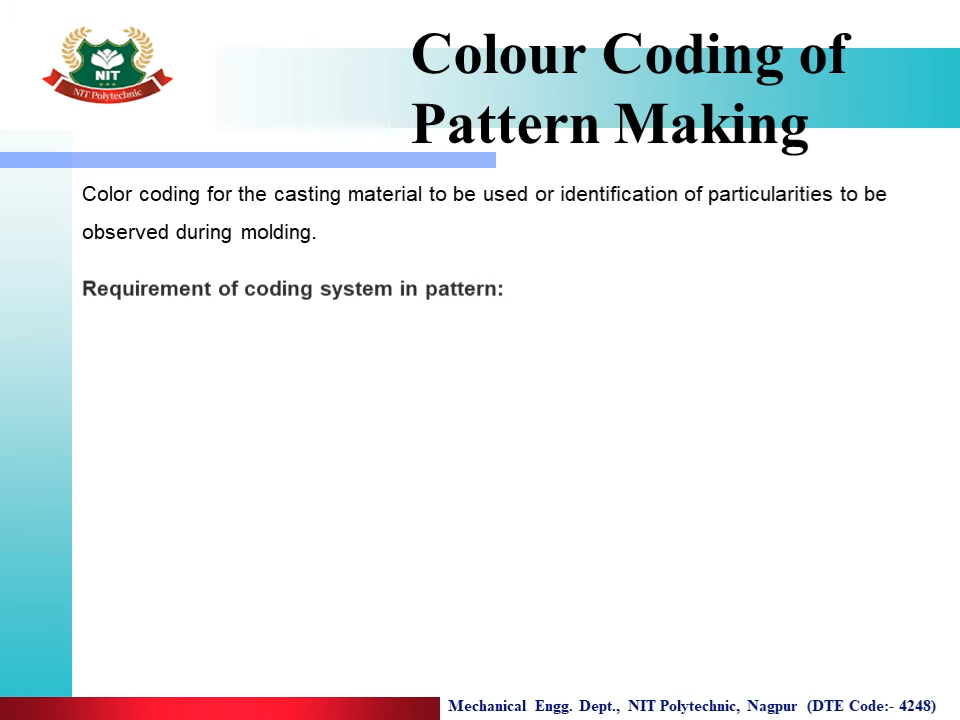 NIT
NIT Polytechnic
Colour Coding of
Pattern Making
Color coding for the casting material to be used or identification of particularities to be
observed during molding.
Requirement of coding system in pattern:
Mechanical Engg. Dept., NIT Polytechnic, Nagpur (DTE Code:- 4248)